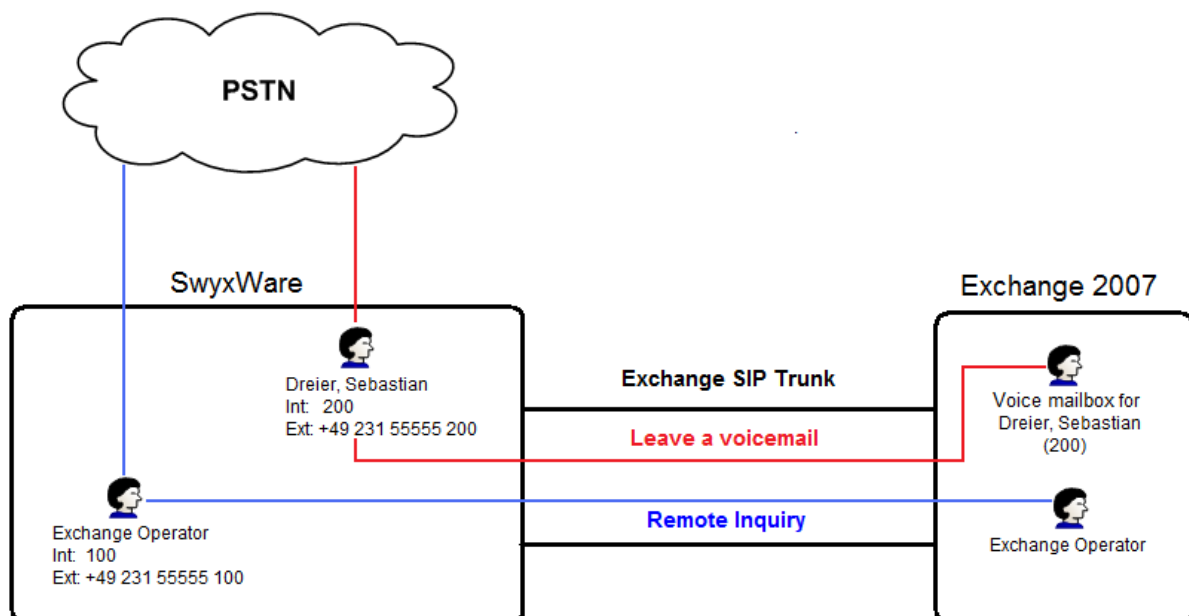 PSTN
SwyxWare
Exchange 2007
Dreier, Sebastian
Int: 200
Ext: +49 231 55555 200
Exchange SIP Trunk
Leave a voicemail
Voice mailbox for
Dreier, Sebastian
(200)
Exchange Operator
Int: 100
Ext: +49 231 55555 100
Remote Inquiry
Exchange Operator